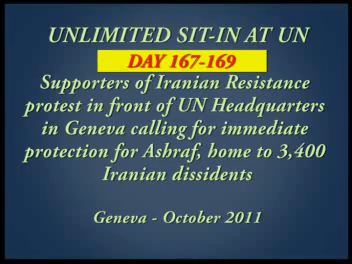 UNLIMITED SIT-IN AT UN
DAY 167-169
Supporters of Iranian Resistance
protest in front of UN Headquarters
in Geneva calling for immediate
protection for Ashraf, home to 3,400
Iranian dissidents
Geneva - October 2011